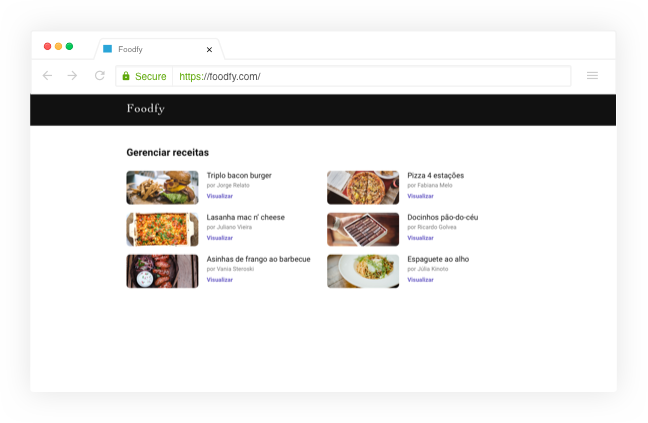 Foodfy
Secure
https://foodfy.com/
Foodfy
Gerenciar receitas
Triplo bacon burger
por Jorge Relato
Visualizar
Pizza 4 estações
por Fabiana Melo
Visualizar
Lasanha mac n' cheese
por Juliano Vieira
Visualizar
Docinhos pão-do-céu
por Ricardo Golvea
Visualizar
Asinhas de frango ao barbecue
por Vania Steroski
Visualizar
Espaguete ao alho
por Júlia Kinoto
Visualizar